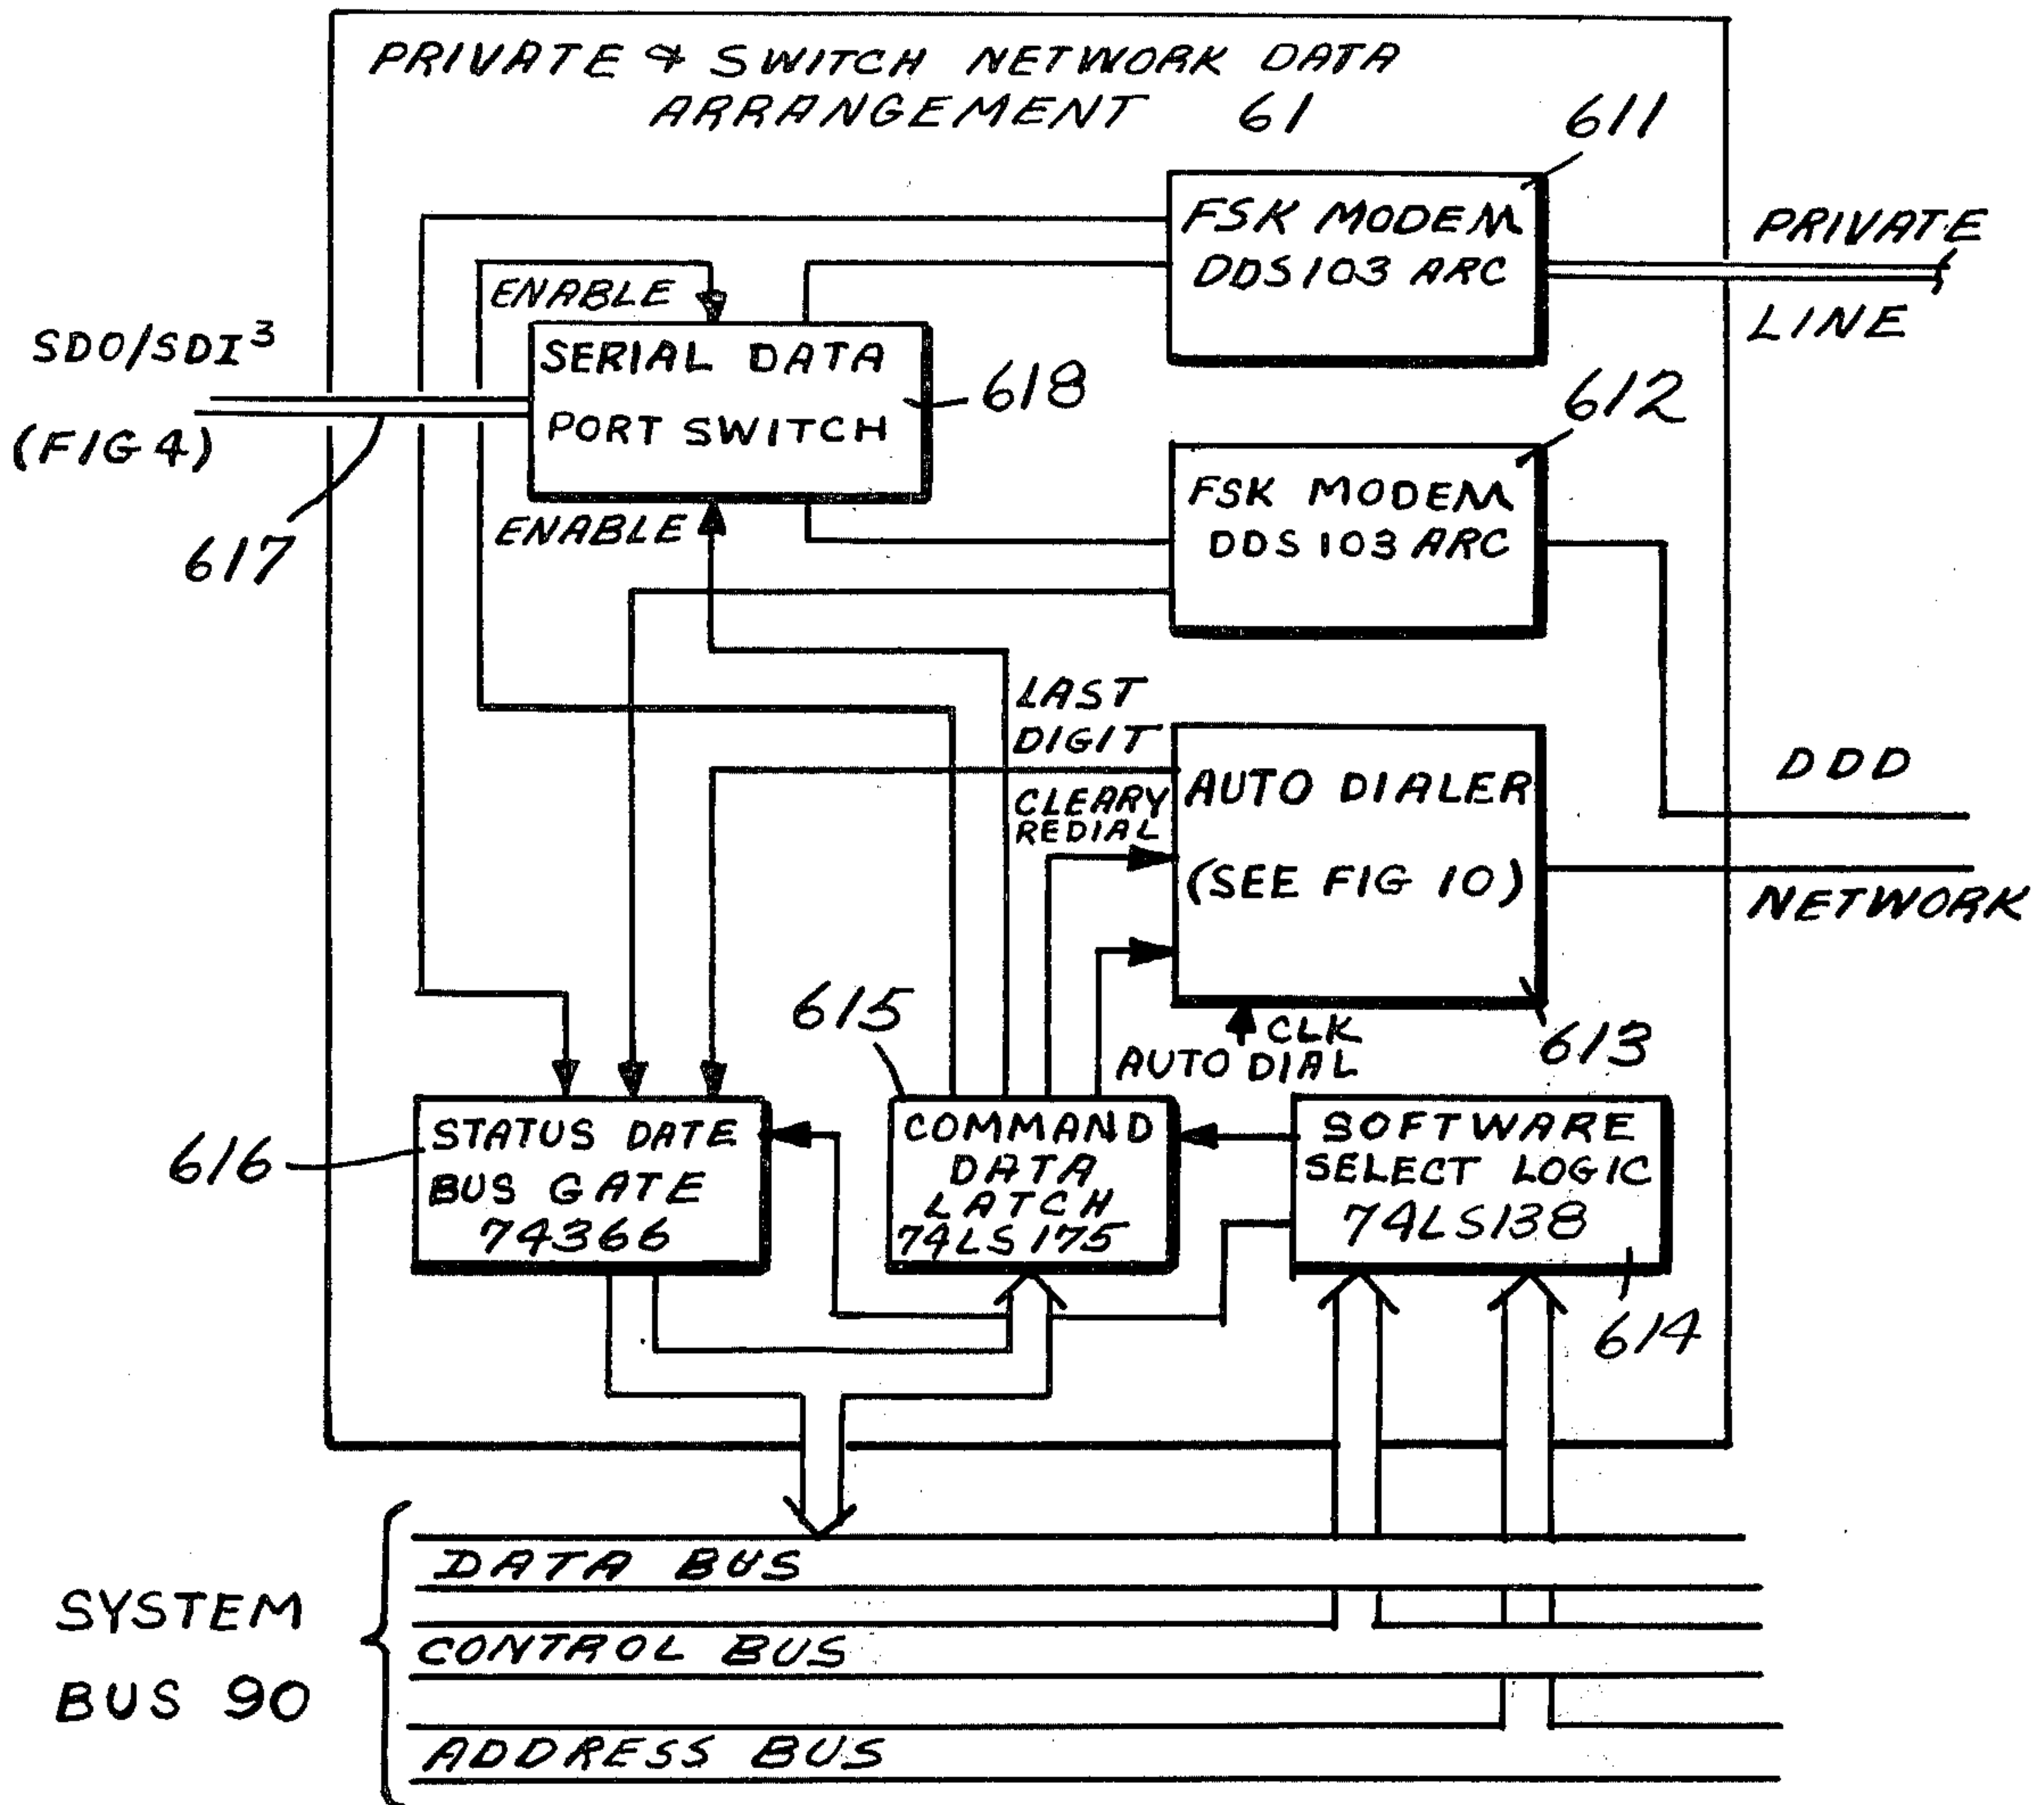 PRIVATE & SWITCH NETWORK DATA
ARRANGEMENT 61
611
FSK MODEM
DDS103 ARC
PRIVATE
LINE
ENABLE
SDO/SDI3
(FIG 4)
SERIAL DATA
PORT SWITCH
618
617
ENABLE
612
FSK MODEM
DDS103 ARC
LAST
DIGIT
CLEARY
REDIAL
AUTO DIALER
(SEE FIG 10)
DDD
NETWORK
613
CLK
AUTO DIAL
615
616
STATUS DATE
BUS GATE
74366
COMMAND
DATA
LATCH
74LS175
SOFTWARE
SELECT LOGIC
74LS138
614
SYSTEM
BUS 90
DATA BUS
CONTROL BUS
ADDRESS BUS